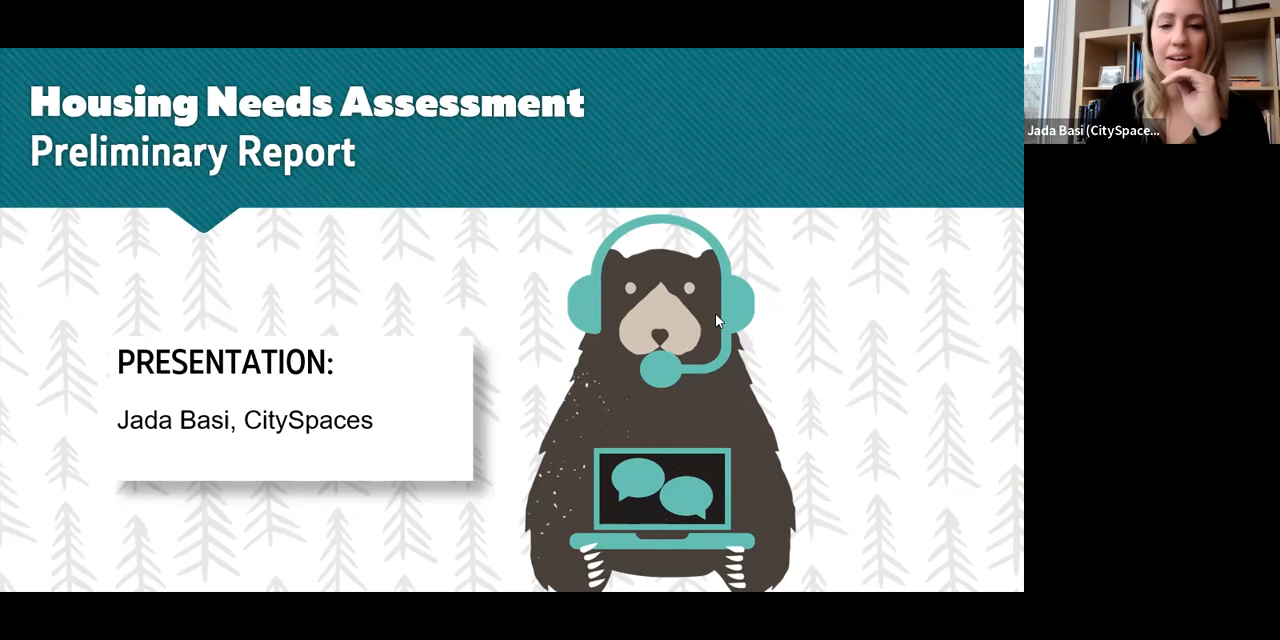 Housing Needs Assessment
Preliminary Report
PRESENTATION:
Jada Basi, CitySpaces
Jada Basi (CitySpace...